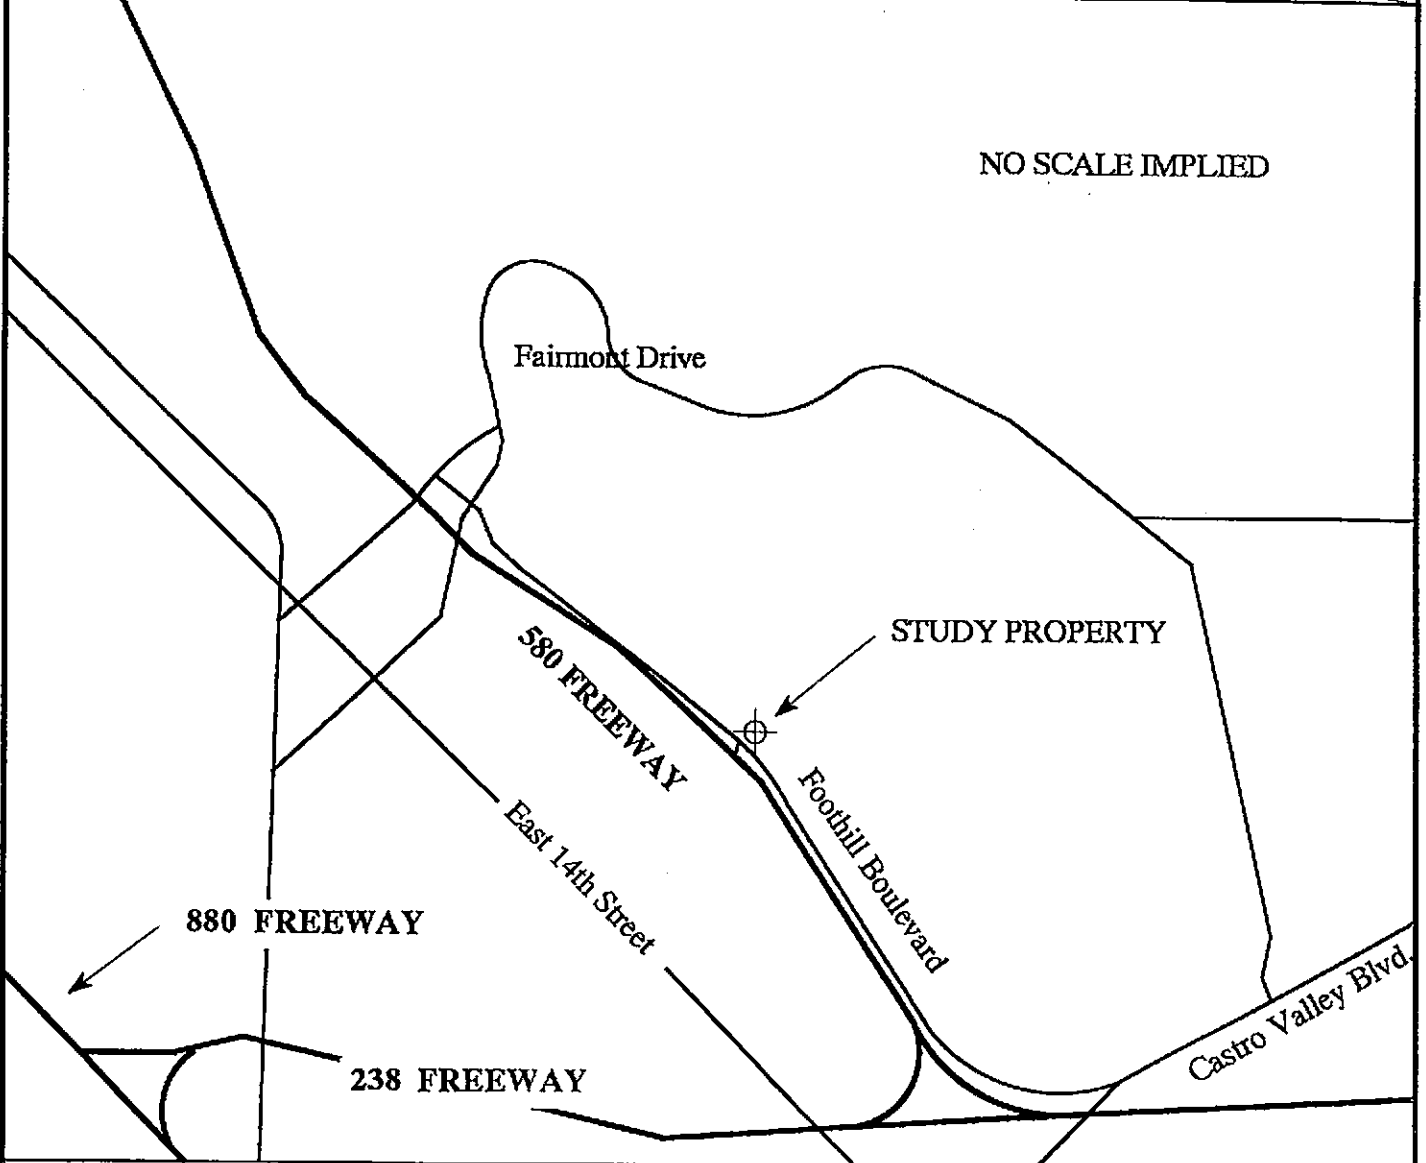 NO SCALE IMPLIED
Fairmont Drive
STUDY PROPERTY
580 FREEWAY
Foothill Boulevard
East 14th Street
880 FREEWAY
Castro Valley Blvd.
238 FREEWAY